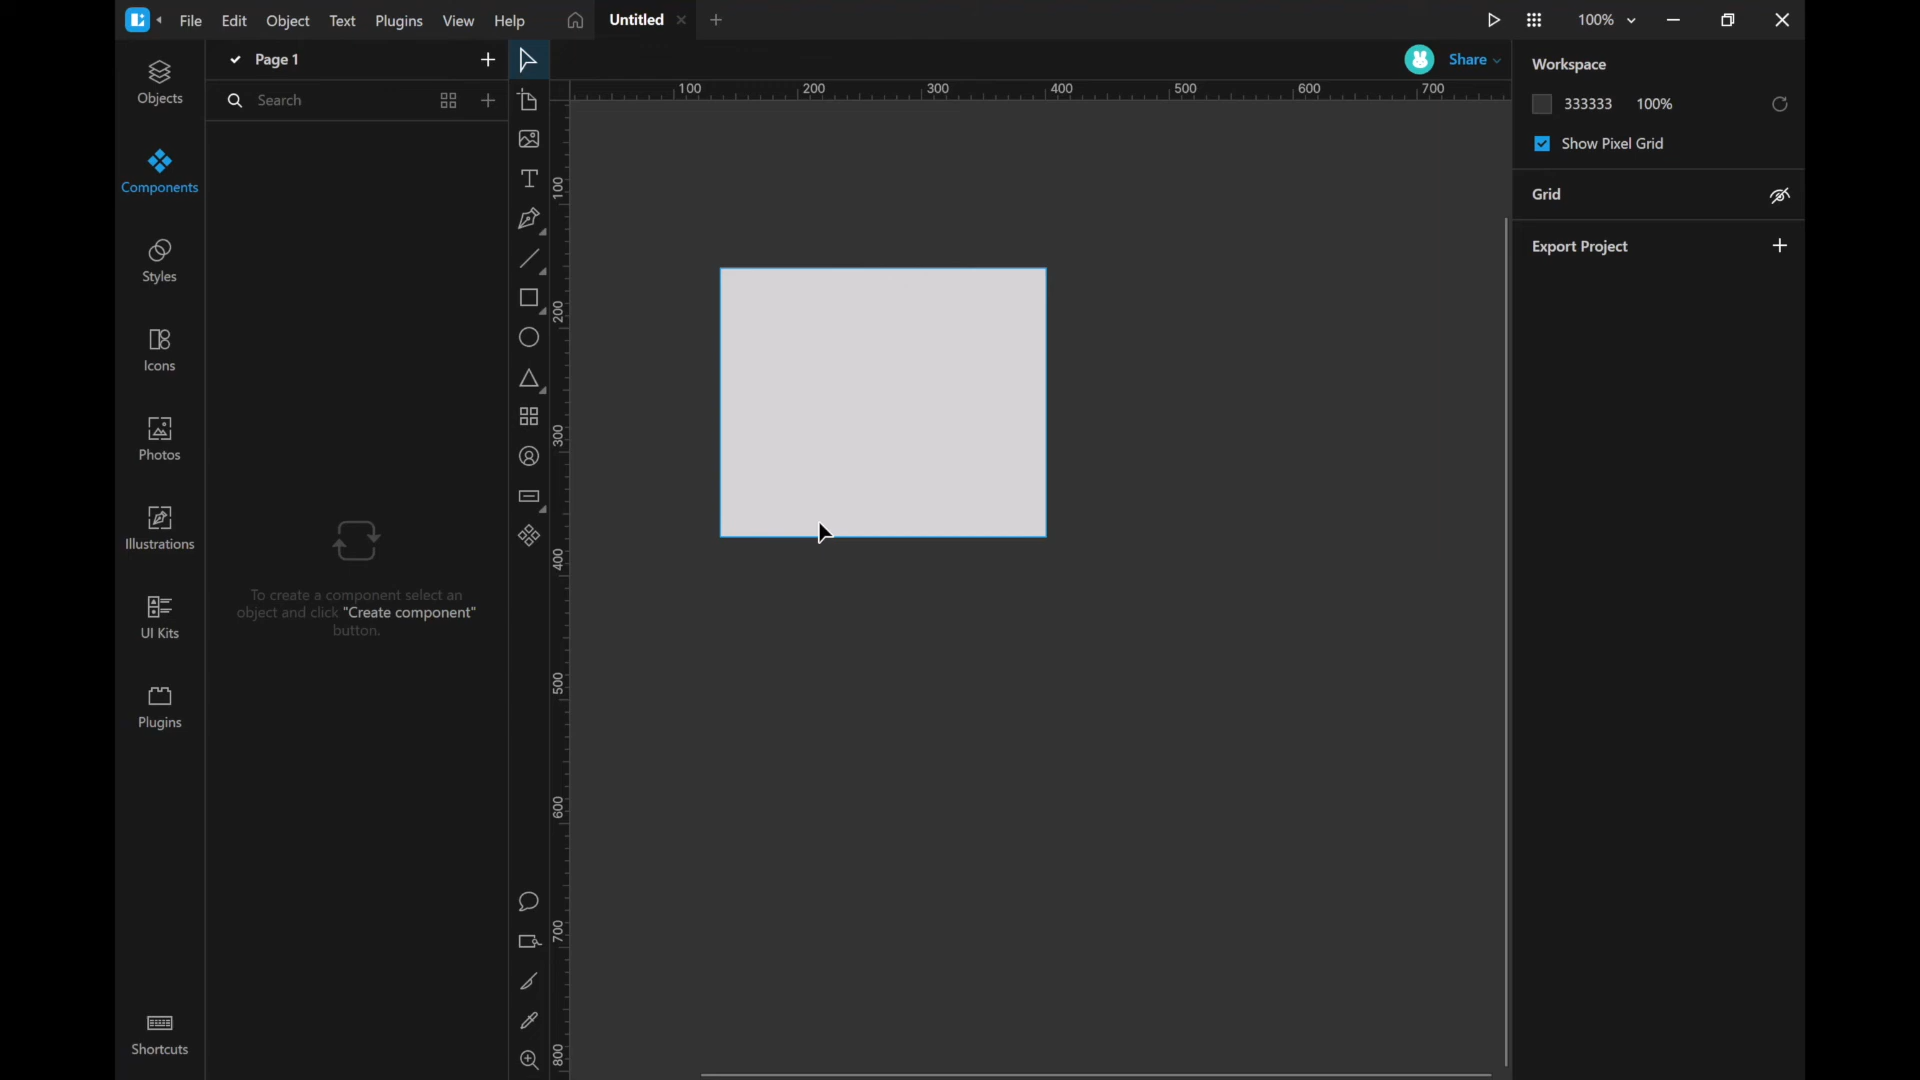 File Edit Object Text Plugins View Help Untitled 100%
Page 1
Search
Share
Objects
Components
Styles
Icons
Photos
Illustrations
UI Kits
Plugins
Shortcuts
To create a component select an
object and click "Create component"
button.
100 200 300 400 500 600 700
100
200
300
400
500
600
700
800
Workspace
333333 100%
Show Pixel Grid
Grid
Export Project